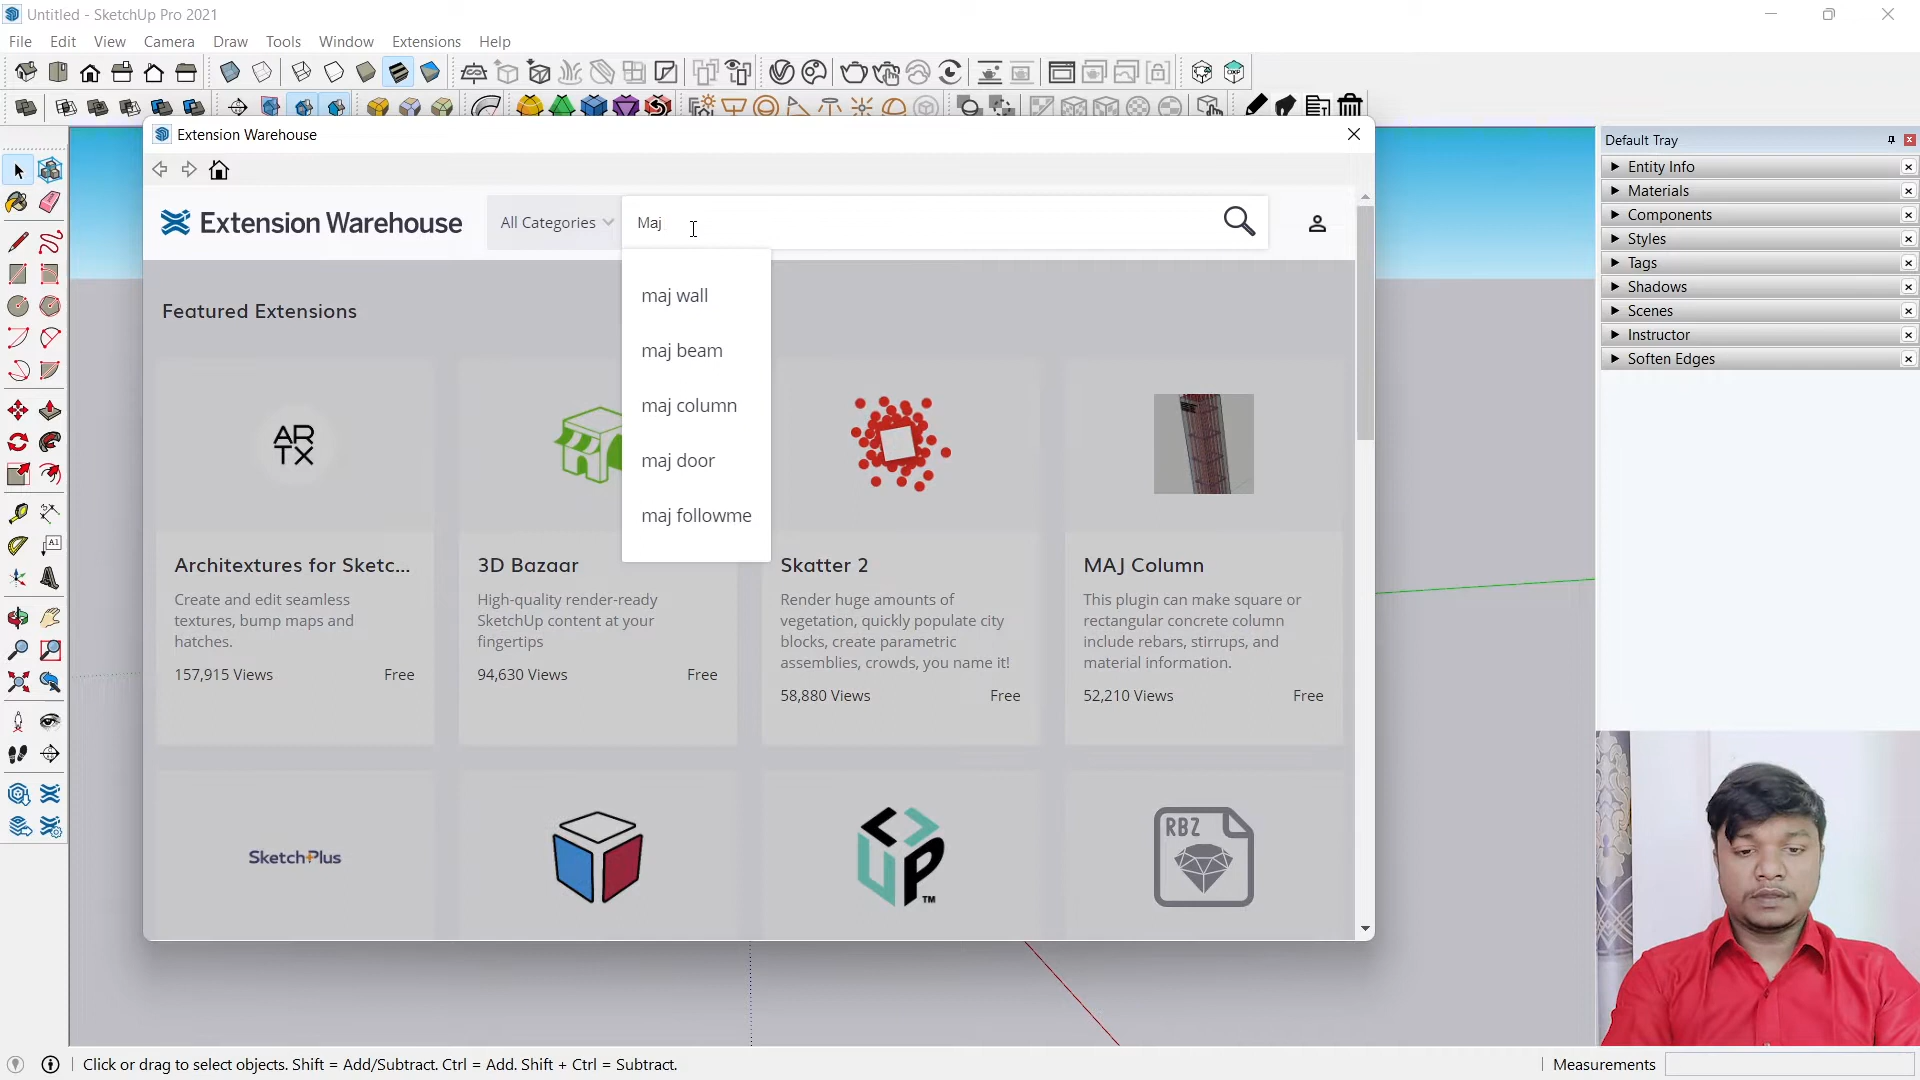 Untitled - SketchUp Pro 2021
File Edit View Camera Draw Tools Window Extensions Help
Extension Warehouse
Default Tray
Entity Info
Materials
Components
Styles
Tags
Shadows
Scenes
Instructor
Soften Edges
Extension Warehouse
All Categories
Maj
maj wall
maj beam
maj column
maj door
maj followme
Featured Extensions
AR
TX
Architextures for Sketc...
Create and edit seamless
textures, bump maps and
hatches.
157,915 Views Free
3D Bazaar
High-quality render-ready
SketchUp content at your
fingertips
94,630 Views Free
Skatter 2
Render huge amounts of
vegetation, quickly populate city
blocks, create parametric
assemblies, crowds, you name it!
58,880 Views Free
MAJ Column
This plugin can make square or
rectangular concrete column
include rebars, stirrups, and
material information.
52,210 Views Free
SketchPlus
UP™
RBZ
A1
Click or drag to select objects. Shift = Add/Subtract. Ctrl = Add. Shift + Ctrl = Subtract.
Measurements